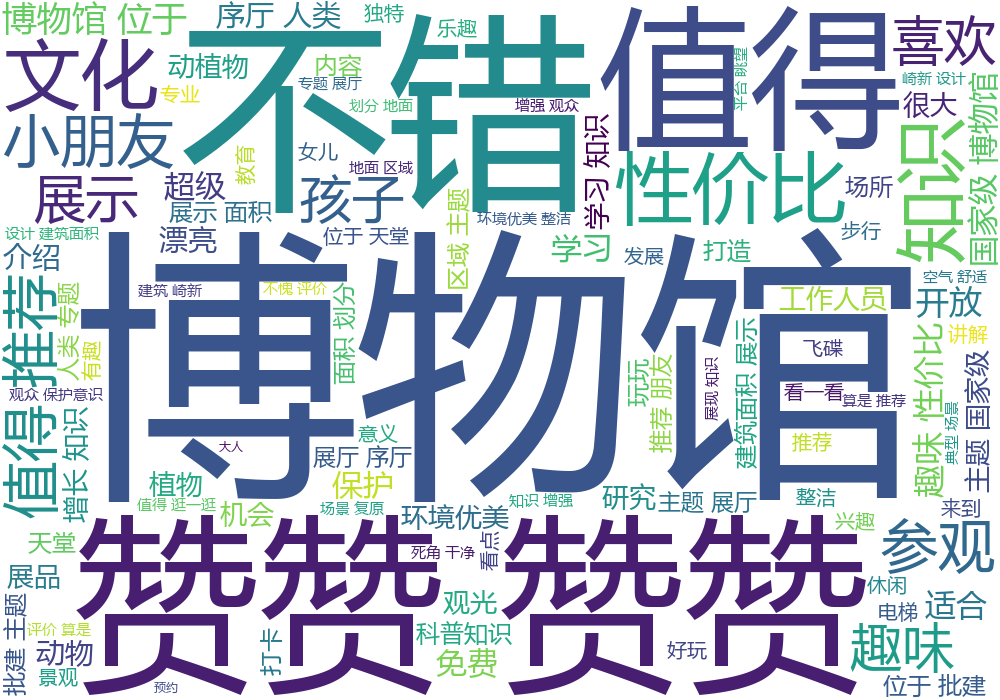 博物馆 位于
序厅 人类
独特
乐趣
不错
值得
喜欢
文化
动植物
内容
专业
专题 展厅
划分 地面
增强 观众
平台 眺望
崎新 设计
很大
小朋友
教育
女儿
地面 区域
学习 知识
性价比
知识
国家级 博物馆
展示
超级
孩子
场所
展示 面积
区域 主题
环境优美 整洁
设计 建筑面积
漂亮
位于 天堂
学习
发展
打造
步行
介绍
推荐
人类 专题
有趣
建筑 崎新
不愧 评价
面积 划分
博物馆
工作人员
空气 舒适
开放
讲解
飞碟
建筑面积 展示
趣味 性价比
主题 国家级
玩玩
推荐 朋友
展现 知识
看一看
算是 推荐
典型 场景
观众 保护意识
值得
增长 知识
大人
意义
展厅 序厅
推荐
植物
保护
值得 逛一逛
机会
场景 复原
环境优美
知识 增强
研究
主题 展厅
整洁
来到
天堂
赞赞赞赞
死角 干净
看点
兴趣
参观
展品
休闲
批建 主题
评价 算是
动物
景观
打卡
观光
科普知识
免费
好玩
电梯
适合
趣味
预约
位于 批建